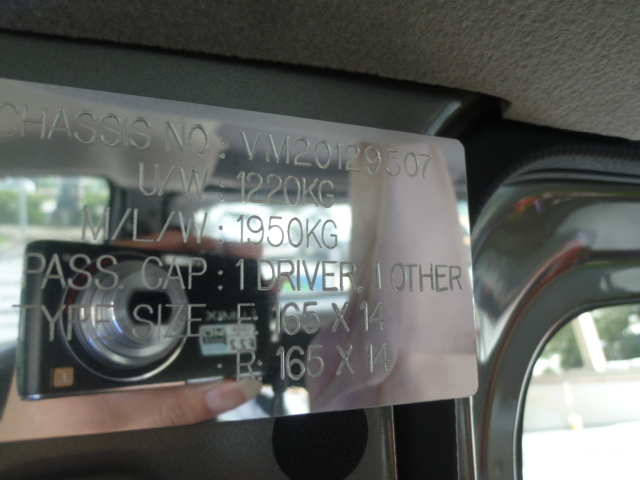 CHASSIS NO : VM20129507
U/W : 1220KG
M/L/W : 1950KG
PASS. CAP : 1 DRIVER, 1 OTHER
TYPE SIZE : F: 165 X 14
: R: 165 X 14